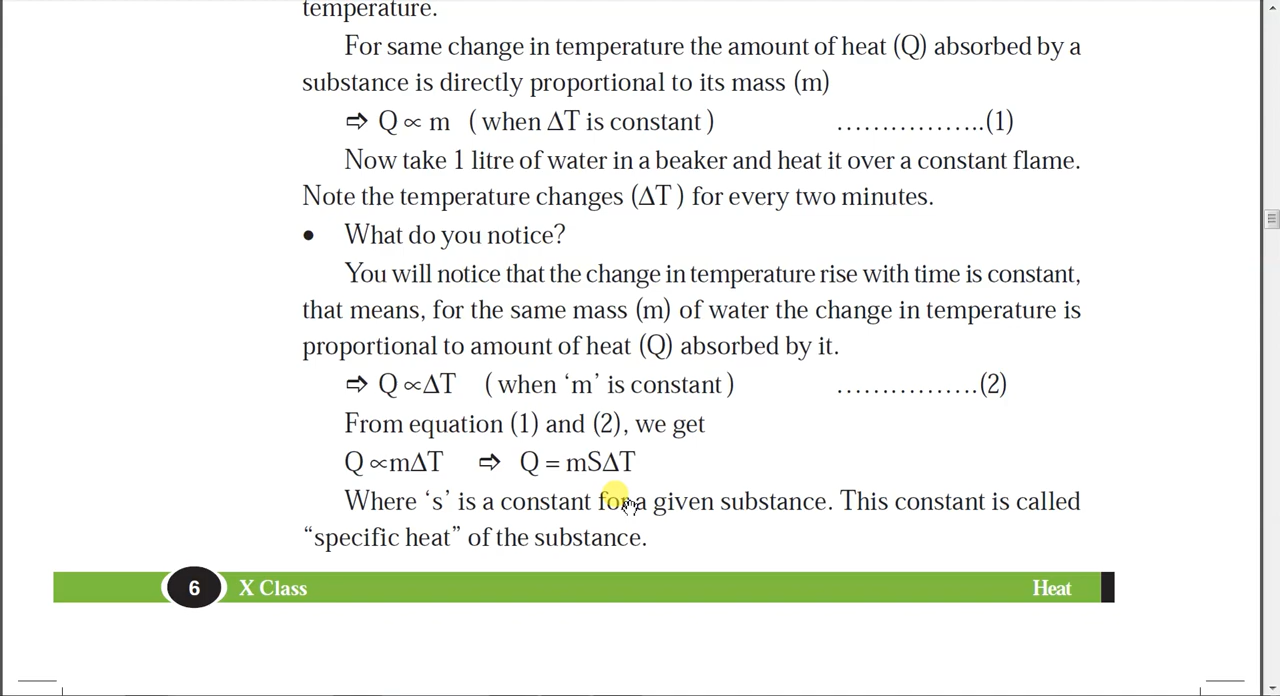 temperature.
For same change in temperature the amount of heat (Q) absorbed by a
substance is directly proportional to its mass (m)
⇨ Q ∝ m ( when ΔT is constant ) ……………..(1)
Now take 1 litre of water in a beaker and heat it over a constant flame.
Note the temperature changes (ΔT ) for every two minutes.
• What do you notice?
You will notice that the change in temperature rise with time is constant,
that means, for the same mass (m) of water the change in temperature is
proportional to amount of heat (Q) absorbed by it.
⇨ Q ∝ΔT ( when ‘m’ is constant ) …………….(2)
From equation (1) and (2), we get
Q ∝mΔT ⇨ Q = mSΔT
Where ‘s’ is a constant for a given substance. This constant is called
“specific heat” of the substance.
6 X Class Heat